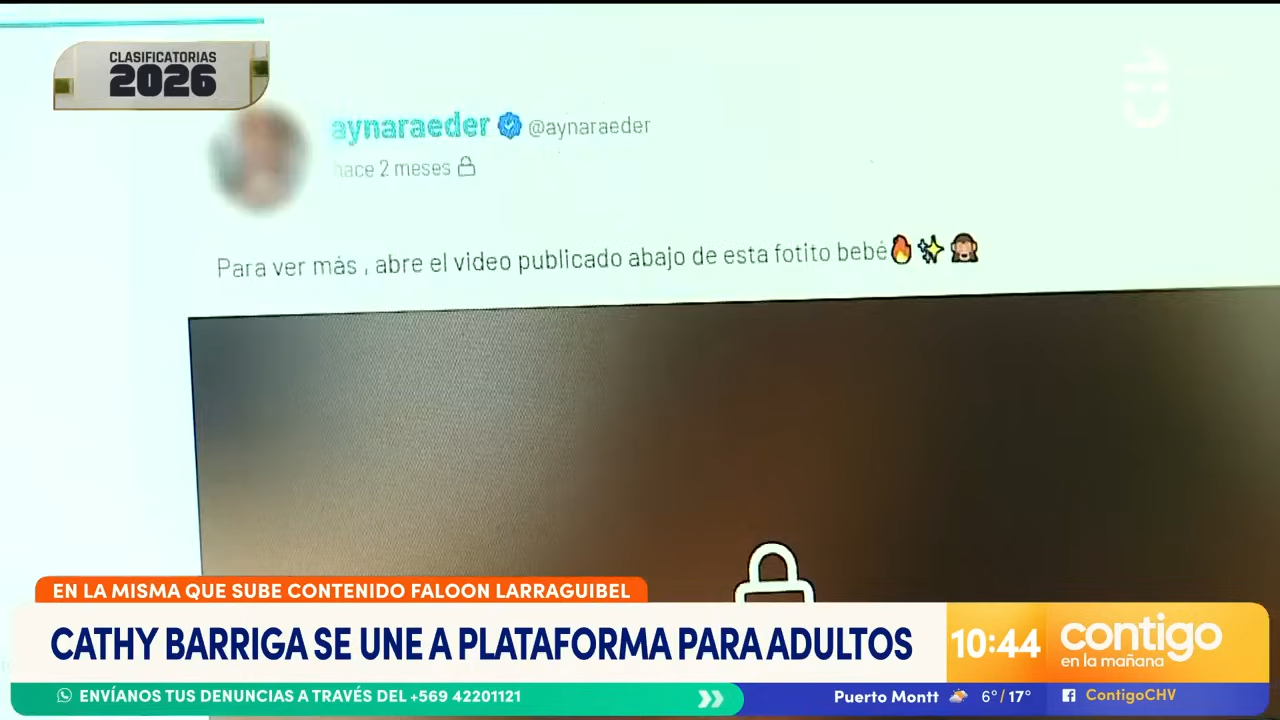 CLASIFICATORIAS
2026
CHV
aynaraeder @aynaraeder
hace 2 meses
Para ver más , abre el video publicado abajo de esta fotito bebé🔥✨🙈
EN LA MISMA QUE SUBE CONTENIDO FALOON LARRAGUIBEL
CATHY BARRIGA SE UNE A PLATAFORMA PARA ADULTOS
10:44
contigo
en la mañana
ENVÍANOS TUS DENUNCIAS A TRAVÉS DEL +569 42201121
Puerto Montt 6°/17°
ContigoCHV